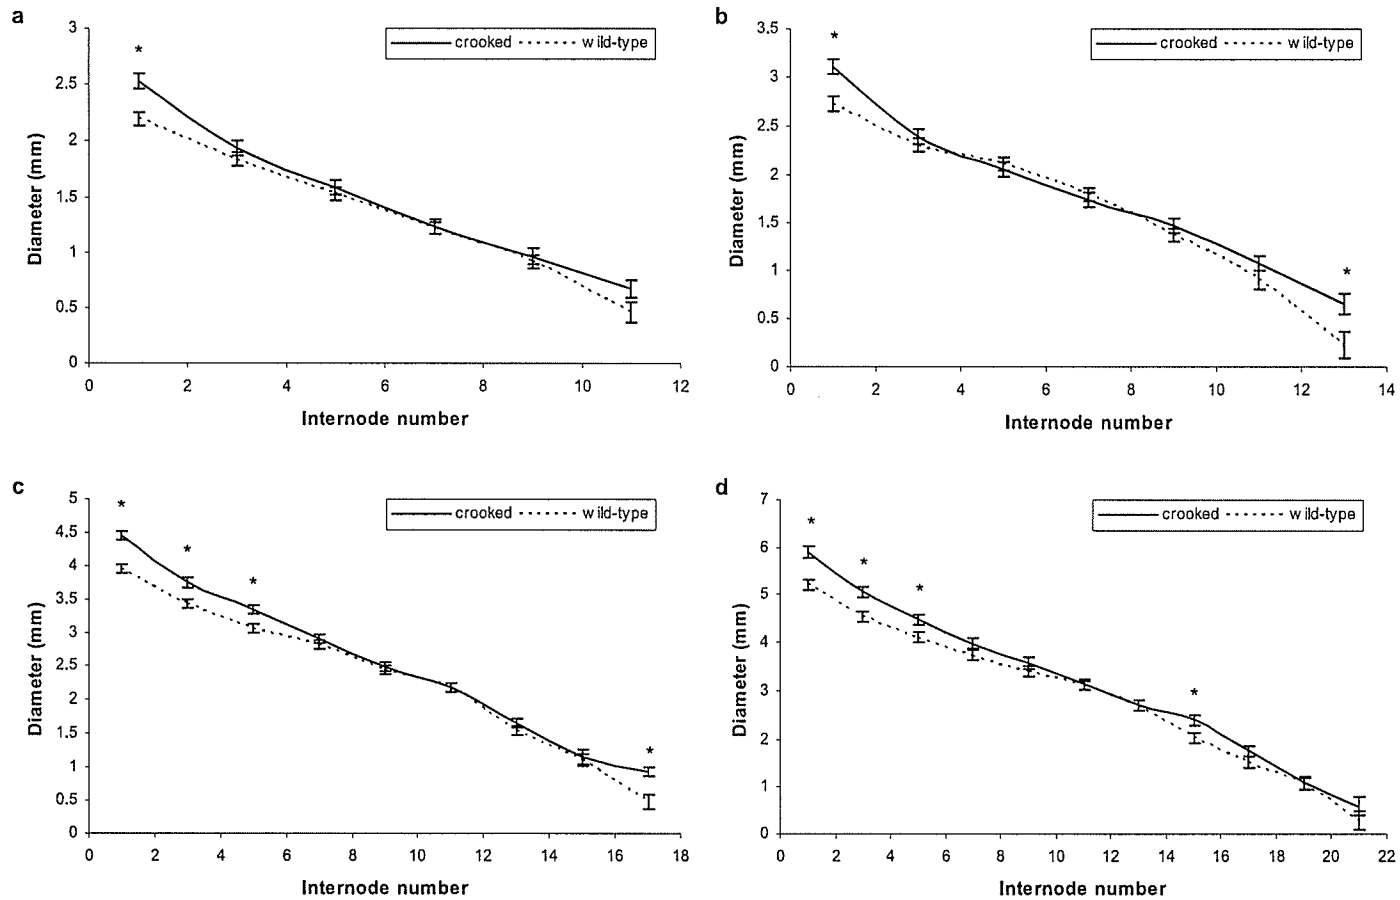 a
3
2.5
2
1.5
1
0.5
0
*
crooked wild-type
Diameter (mm)
0 2 4 6 8 10 12
Internode number
b
3.5
3
2.5
2
1.5
1
0.5
0
*
*
crooked wild-type
Diameter (mm)
0 2 4 6 8 10 12 14
Internode number
c
5
4.5
4
3.5
3
2.5
2
1.5
1
0.5
0
* * * *
crooked wild-type
Diameter (mm)
0 2 4 6 8 10 12 14 16 18
Internode number
d
7
6
5
4
3
2
1
0
* * * *
crooked wild-type
Diameter (mm)
0 2 4 6 8 10 12 14 16 18 20 22
Internode number